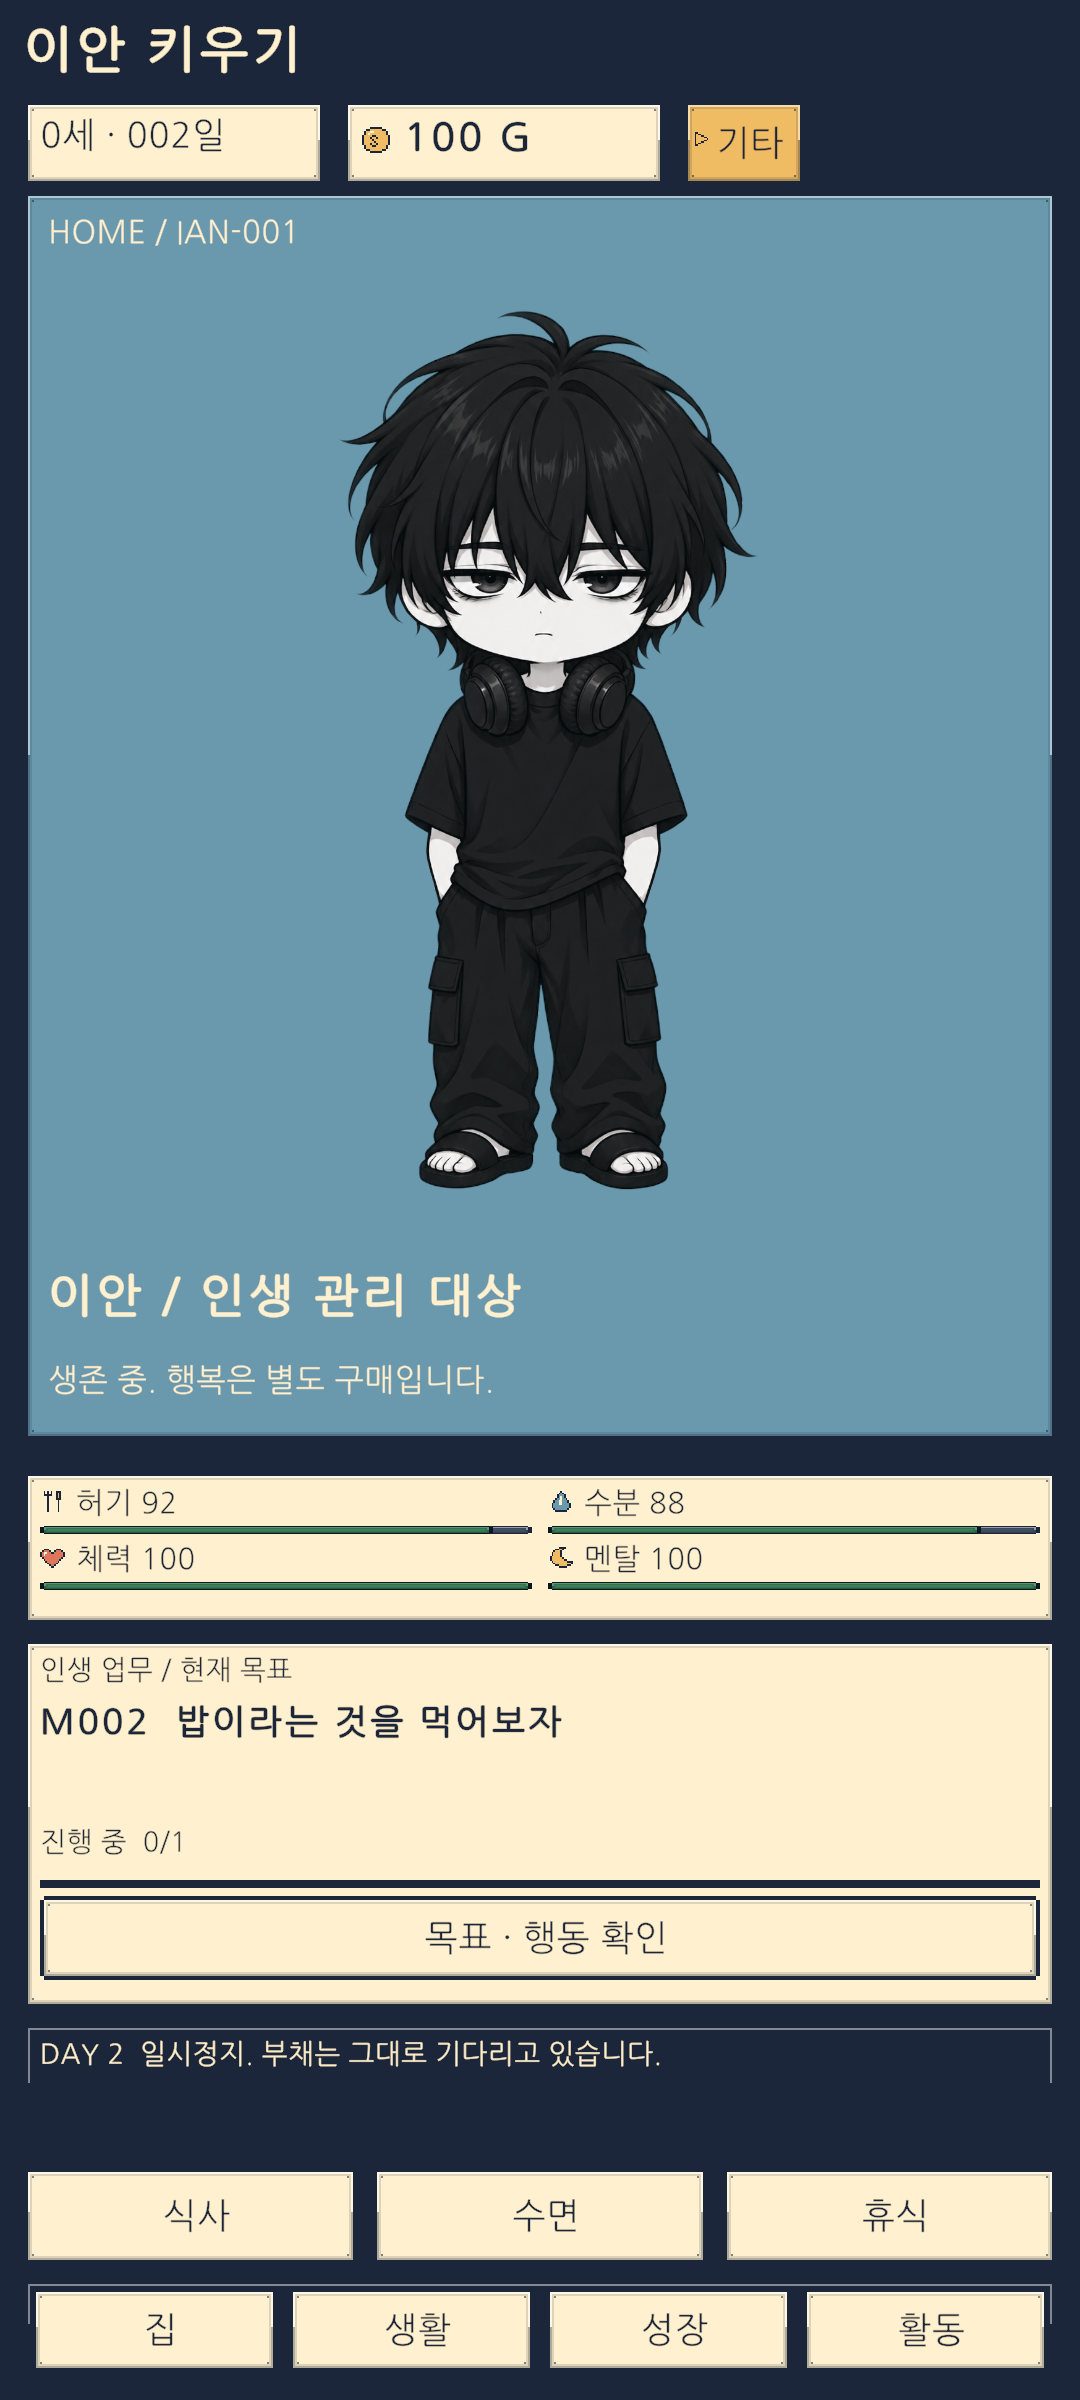 이안 키우기
0세 · 002일
100 G
기타
HOME / IAN-001
이안 / 인생 관리 대상
생존 중. 행복은 별도 구매입니다.
허기 92
수분 88
체력 100
멘탈 100
인생 업무 / 현재 목표
M002 밥이라는 것을 먹어보자
진행 중 0/1
목표 · 행동 확인
DAY 2 일시정지. 부채는 그대로 기다리고 있습니다.
식사
수면
휴식
집
생활
성장
활동